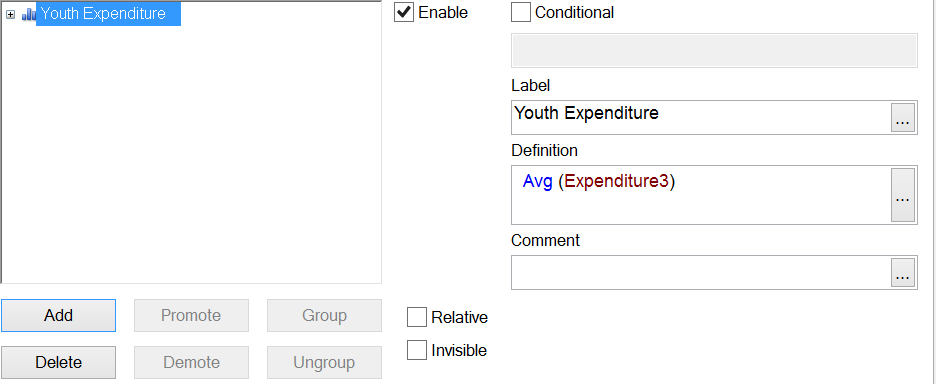 Youth Expenditure
Enable
Conditional
Label
Youth Expenditure
...
Definition
Avg (Expenditure3)
...
Comment
...
Add
Promote
Group
Relative
Delete
Demote
Ungroup
Invisible